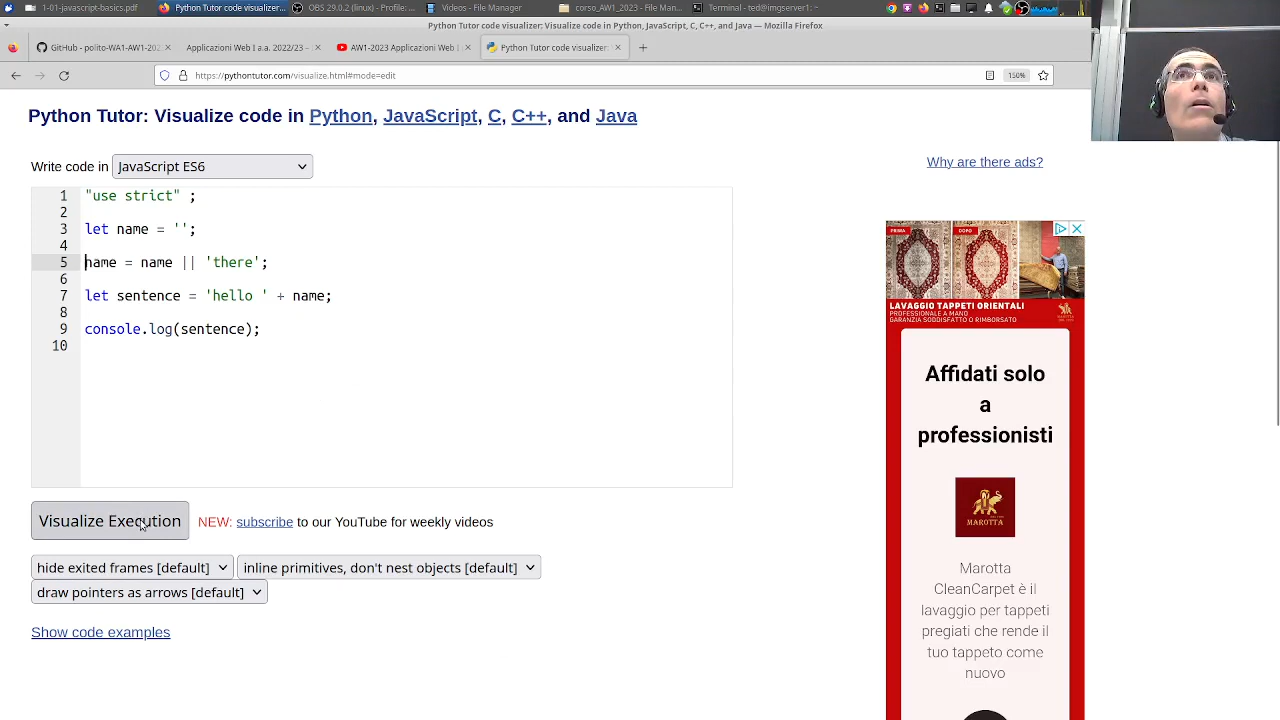 1-01-javascript-basics.pdf
Python Tutor code visualizer:
OBS 29.0.2 (linux) - Profile: ...
Videos - File Manager
corso_AW1_2023 - File Ma...
Terminal - ted@imgserver1: ~
Python Tutor code visualizer: Visualize code in Python, JavaScript, C, C++, and Java — Mozilla Firefox
GitHub - polito-WA1-AW1-202
Applicazioni Web I a.a. 2022/23 -
AW1-2023 Applicazioni Web I
Python Tutor code visualizer:
https://pythontutor.com/visualize.html#mode=edit
150%
Python Tutor: Visualize code in Python, JavaScript, C, C++, and Java
Write code in JavaScript ES6
Why are there ads?
1 "use strict" ;
2
3 let name = '';
4
5 name = name || 'there';
6
7 let sentence = 'hello ' + name;
8
9 console.log(sentence);
10
Visualize Execution NEW: subscribe to our YouTube for weekly videos
hide exited frames [default] inline primitives, don't nest objects [default]
draw pointers as arrows [default]
Show code examples
PRIMA DOPO
LAVAGGIO TAPPETI ORIENTALI
PROFESSIONALE A MANO
GARANZIA SODDISFATTO O RIMBORSATO
Affidati solo
a
professionisti
MAROTTA
Marotta
CleanCarpet è il
lavaggio per tappeti
pregiati che rende il
tuo tappeto come
nuovo